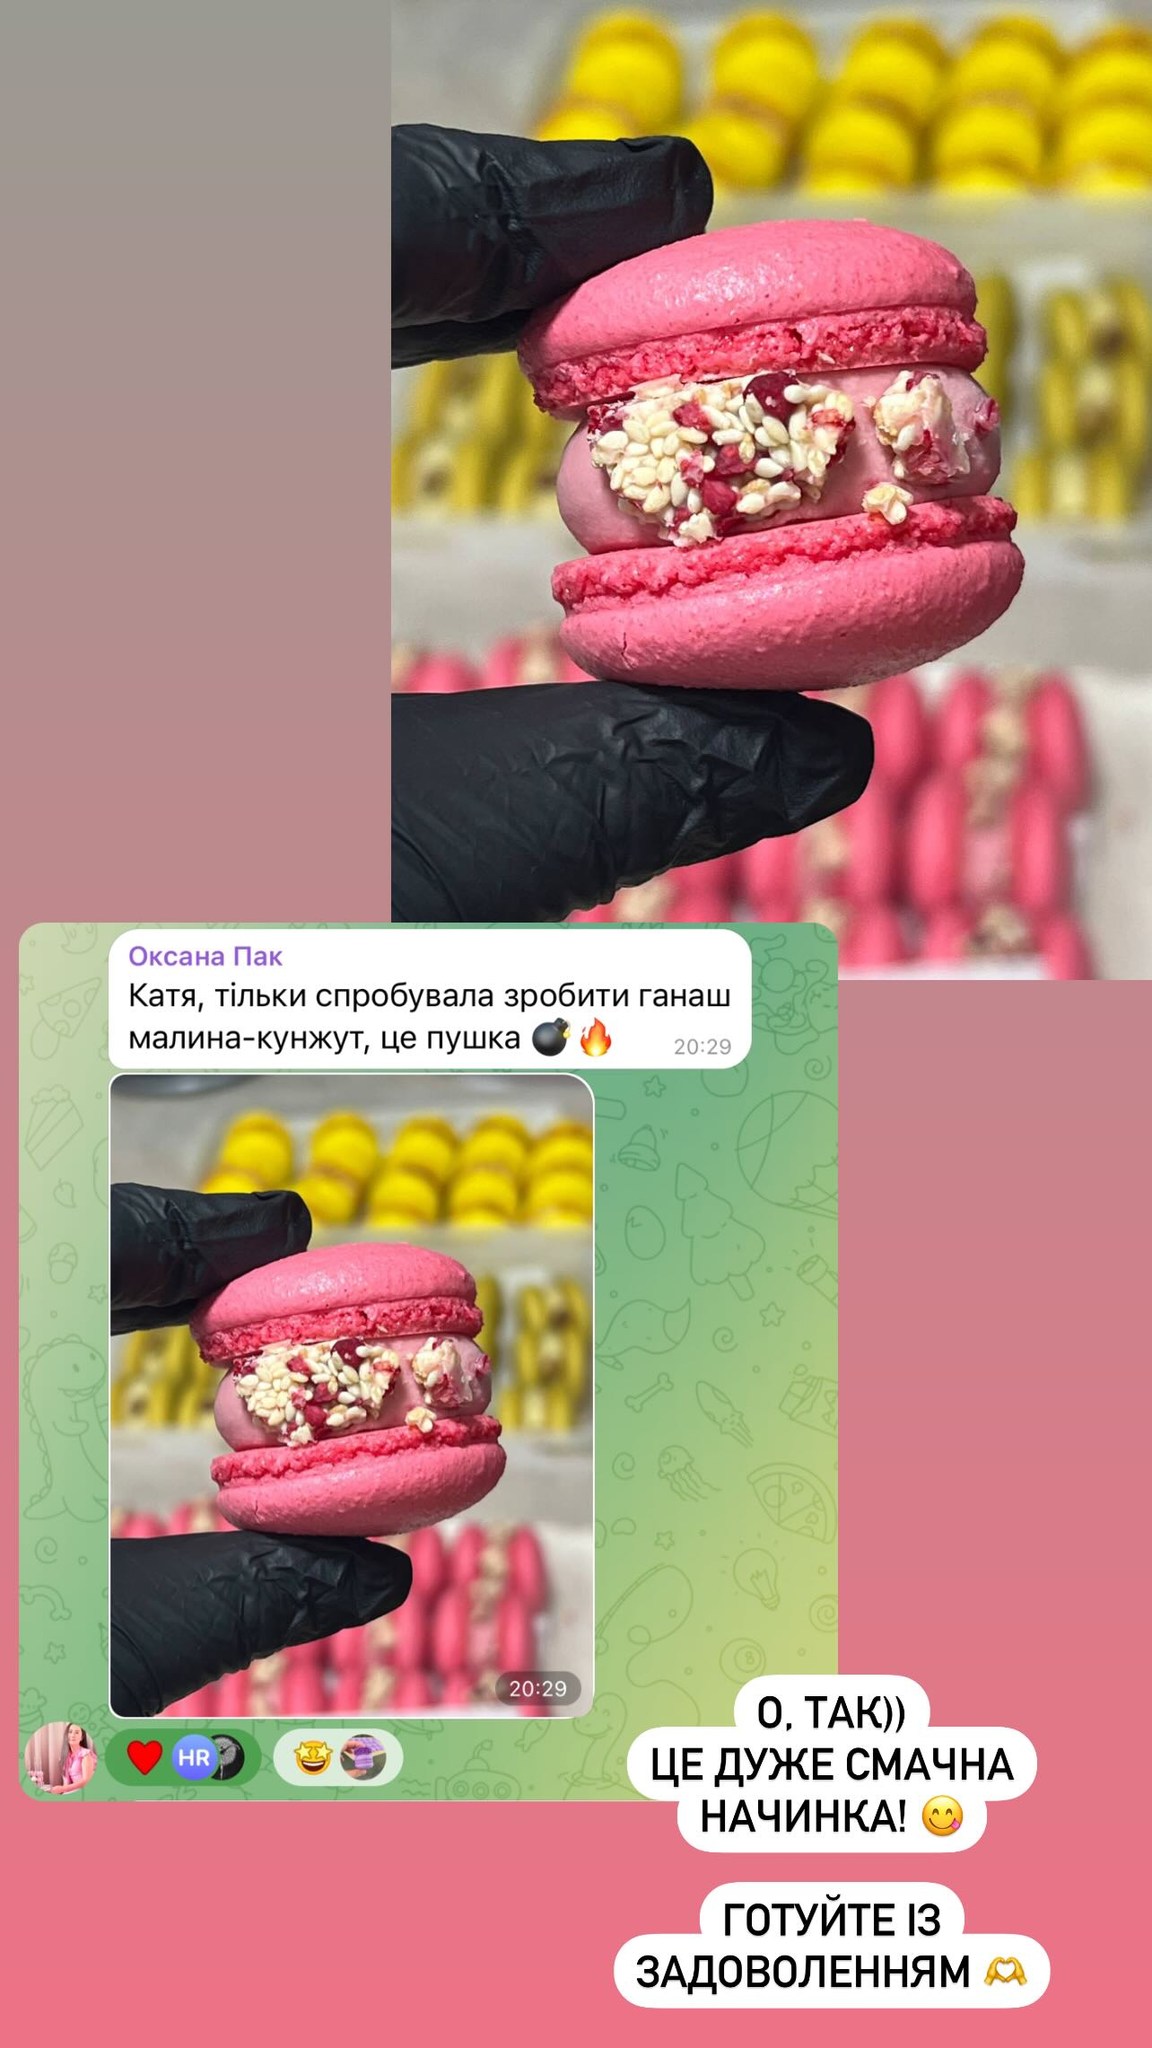 Оксана Пак
Катя, тільки спробувала зробити ганаш
малина-кунжут, це пушка 💣🔥
20:29
20:29
HR
О, ТАК))
ЦЕ ДУЖЕ СМАЧНА
НАЧИНКА! 😋
ГОТУЙТЕ ІЗ
ЗАДОВОЛЕННЯМ 🫶